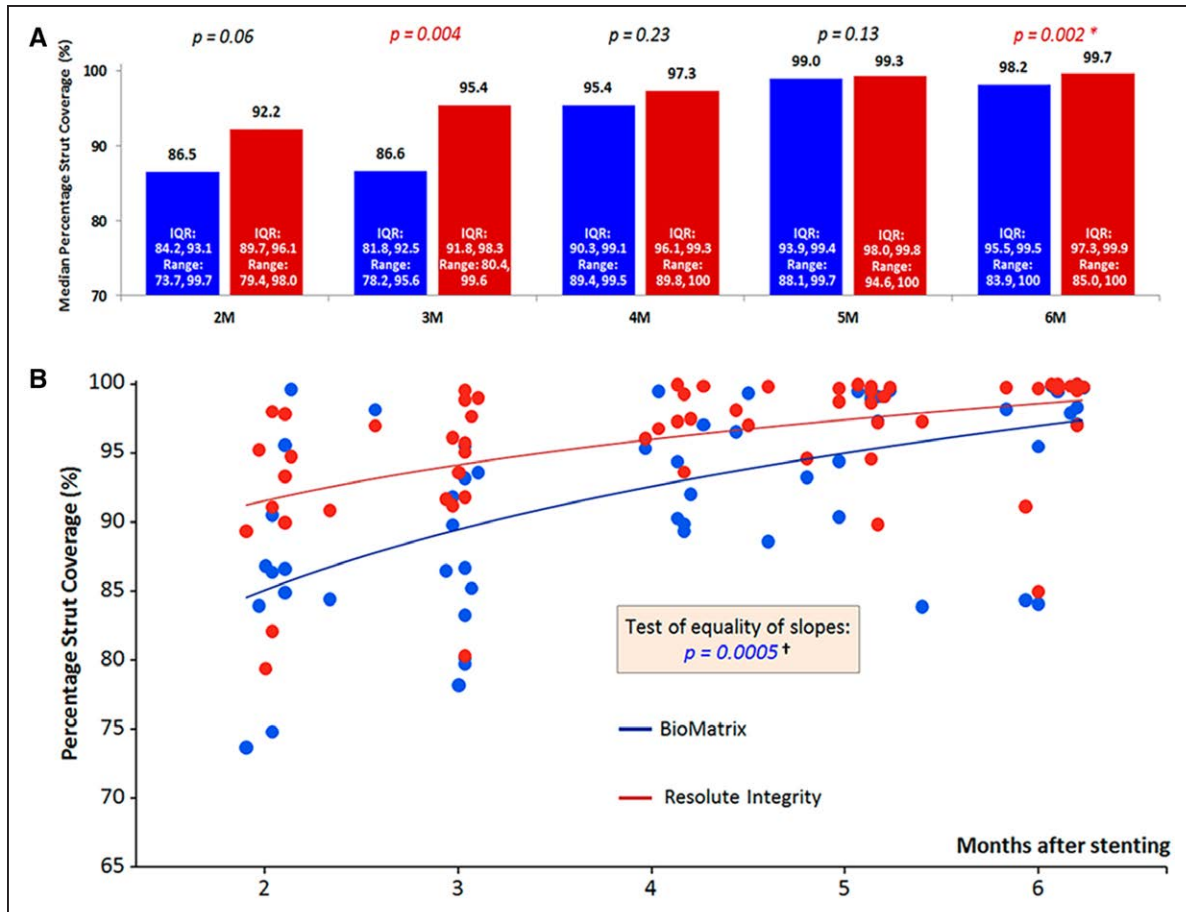 A
p = 0.06 p = 0.004 p = 0.23 p = 0.13 p = 0.002 *
Median Percentage Strut Coverage (%)
100
90
80
70
86.5 92.2 86.6 95.4 95.4 97.3 99.0 99.3 98.2 99.7
IQR: IQR: IQR: IQR: IQR: IQR: IQR: IQR: IQR: IQR:
84.2, 93.1 89.7, 96.1 81.8, 92.5 91.8, 98.3 90.3, 99.1 96.1, 99.3 93.9, 99.4 98.0, 99.8 95.5, 99.5 97.3, 99.9
Range: Range: Range: Range: 80.4, Range: Range: Range: Range: Range: Range:
73.7, 99.7 79.4, 98.0 78.2, 95.6 99.6 89.4, 99.5 89.8, 100 88.1, 99.7 94.6, 100 83.9, 100 85.0, 100
2M 3M 4M 5M 6M
B
Percentage Strut Coverage (%)
100
95
90
85
80
75
70
65
Test of equality of slopes:
p = 0.0005 †
BioMatrix
Resolute Integrity
Months after stenting
2 3 4 5 6